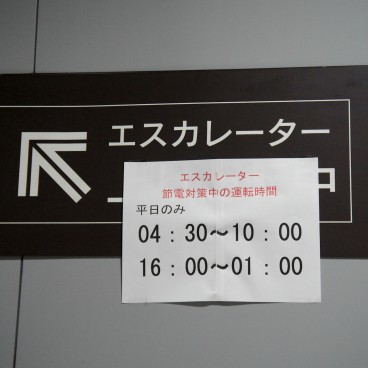 エスカレーター
エスカレーター
節電対策中の運転時間
平日のみ
04：30～10：00
16：00～01：00